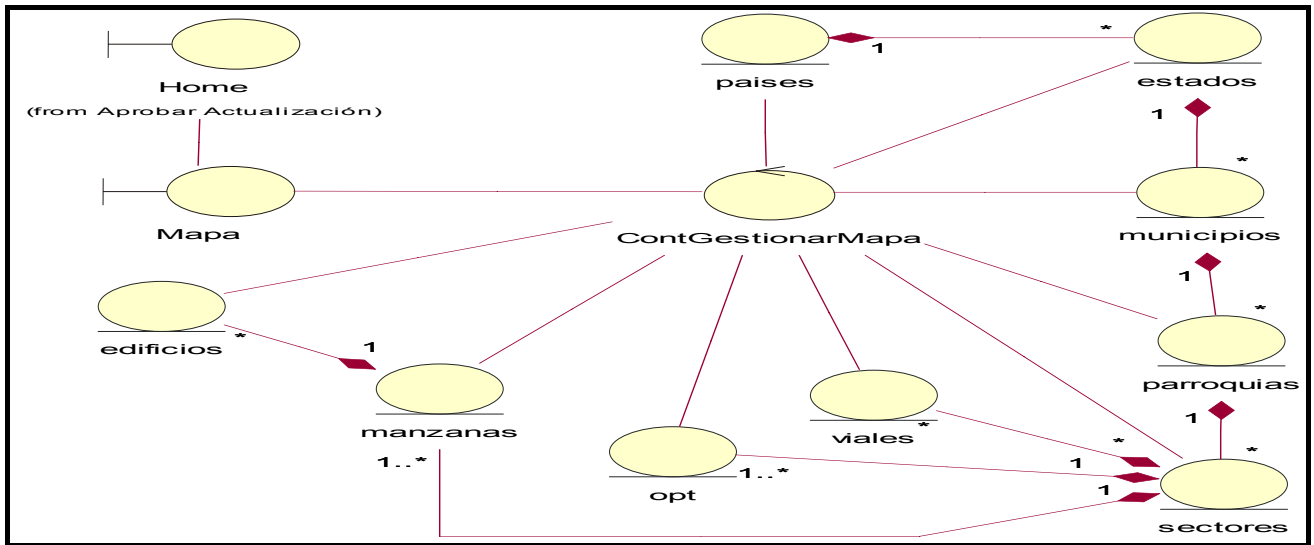 Home
(from Aprobar Actualización)
paises
1
*
estados
1
*
Mapa
ContGestionarMapa
municipios
1
*
edificios
*
1
manzanas
1..*
opt
1..*
viales
*
*
1
1
parroquias
1
*
sectores